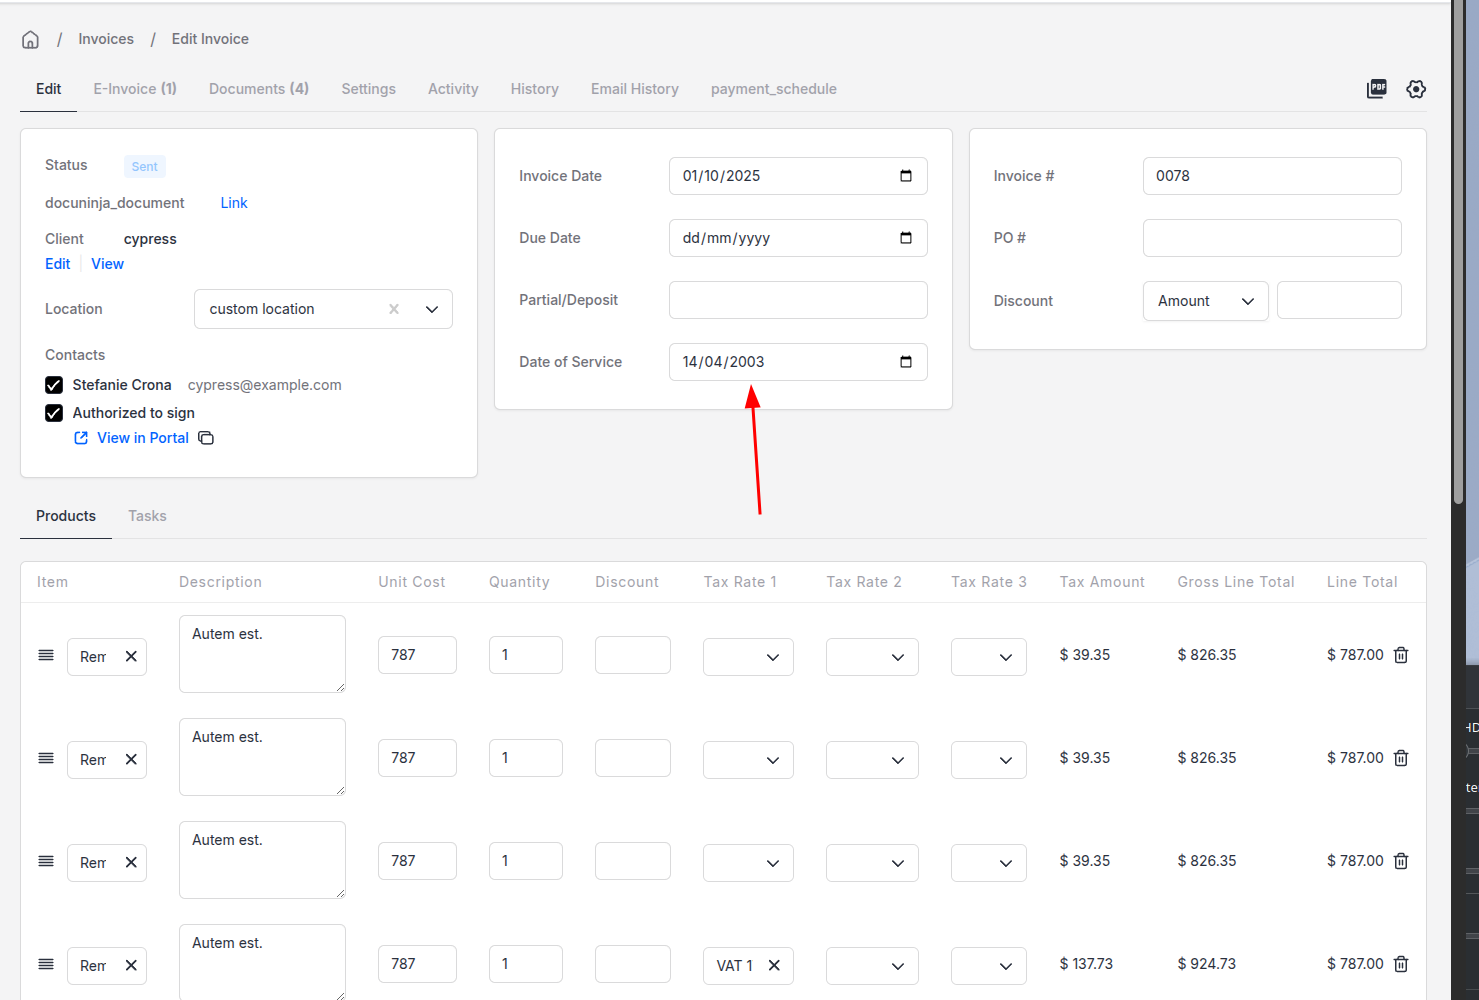 / Invoices / Edit Invoice
Edit E-Invoice (1) Documents (4) Settings Activity History Email History payment_schedule PDF
Status Sent
docuninja_document Link
Client cypress
Edit View
Location custom location
Contacts
Stefanie Crona cypress@example.com
Authorized to sign
View in Portal
Invoice Date 01/10/2025
Due Date dd/mm/yyyy
Partial/Deposit
Date of Service 14/04/2003
Invoice # 0078
PO #
Discount Amount
Products Tasks
Item Description Unit Cost Quantity Discount Tax Rate 1 Tax Rate 2 Tax Rate 3 Tax Amount Gross Line Total Line Total
Rem Autem est. 787 1 $ 39.35 $ 826.35 $ 787.00
Rem Autem est. 787 1 $ 39.35 $ 826.35 $ 787.00
Rem Autem est. 787 1 $ 39.35 $ 826.35 $ 787.00
Rem Autem est. 787 1 VAT 1 $ 137.73 $ 924.73 $ 787.00